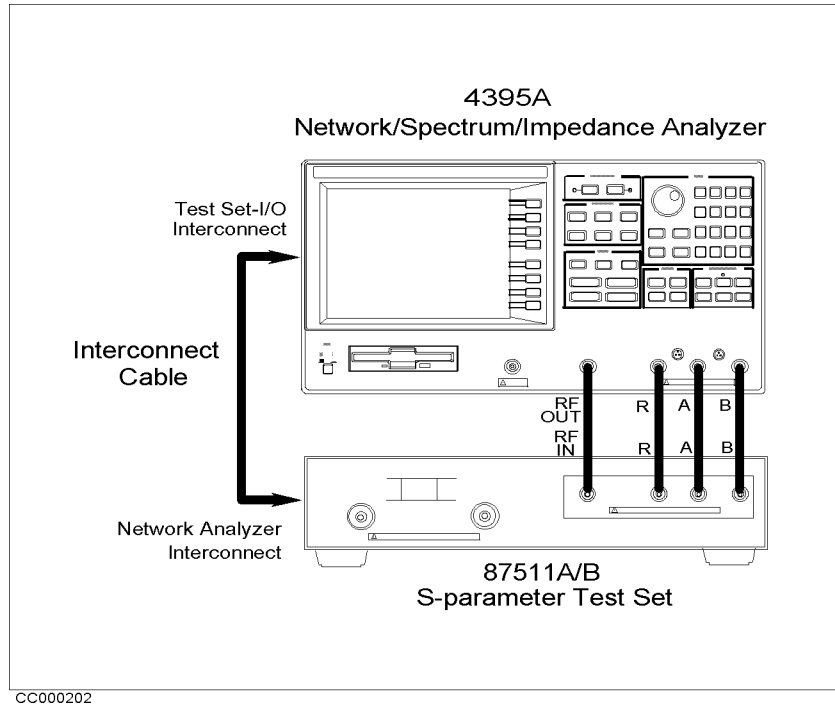 4395A
Network/Spectrum/Impedance Analyzer
Test Set-I/O
Interconnect
Interconnect
Cable
RF
OUT
R
A
B
RF
IN
R
A
B
Network Analyzer
Interconnect
87511A/B
S-parameter Test Set
CC000202